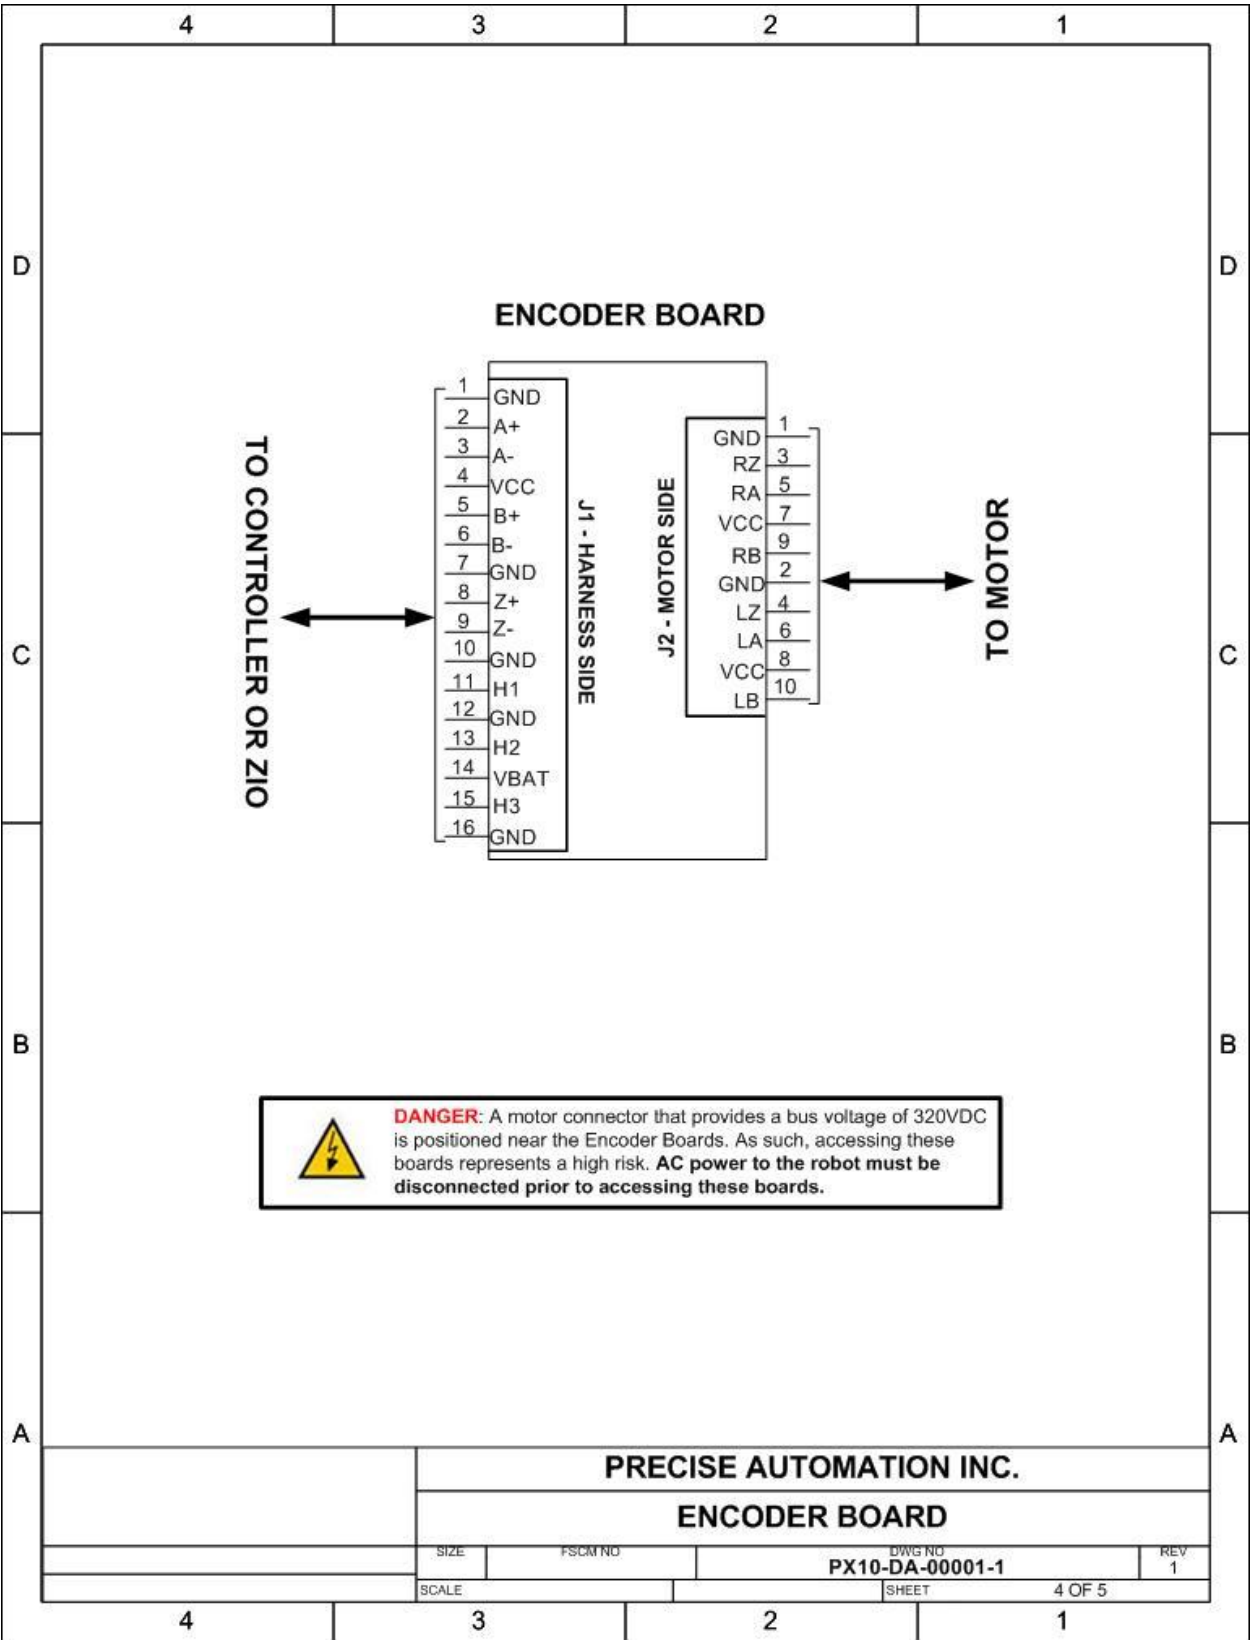 4 3 2 1
D D
ENCODER BOARD
1 GND
2 A+
3 A-
4 VCC
5 B+
6 B-
7 GND
8 Z+
9 Z-
10 GND
11 H1
12 GND
13 H2
14 VBAT
15 H3
16 GND
J1 - HARNESS SIDE
TO CONTROLLER OR ZIO
J2 - MOTOR SIDE
GND 1
RZ 3
RA 5
VCC 7
RB 9
GND 2
LZ 4
LA 6
VCC 8
LB 10
TO MOTOR
C C
B B
DANGER: A motor connector that provides a bus voltage of 320VDC
is positioned near the Encoder Boards. As such, accessing these
boards represents a high risk. AC power to the robot must be
disconnected prior to accessing these boards.
A A
PRECISE AUTOMATION INC.
ENCODER BOARD
SIZE FSCM NO DWG NO REV
PX10-DA-00001-1 1
SCALE SHEET 4 OF 5
4 3 2 1